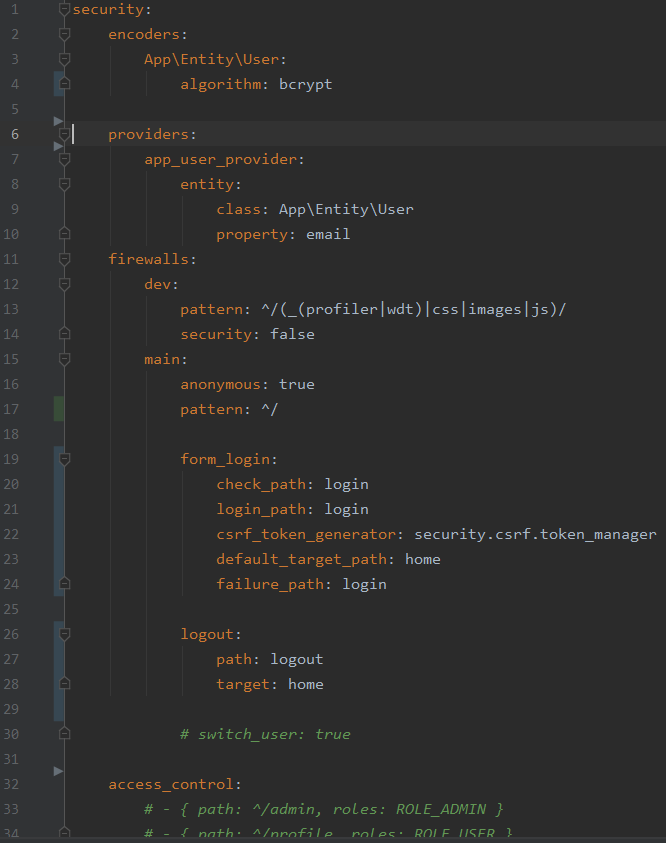 1 security:
2     encoders:
3         App\Entity\User:
4             algorithm: bcrypt
5
6     providers:
7         app_user_provider:
8             entity:
9                 class: App\Entity\User
10                 property: email
11     firewalls:
12         dev:
13             pattern: ^/(_(profiler|wdt)|css|images|js)/
14             security: false
15         main:
16             anonymous: true
17             pattern: ^/
18
19             form_login:
20                 check_path: login
21                 login_path: login
22                 csrf_token_generator: security.csrf.token_manager
23                 default_target_path: home
24                 failure_path: login
25
26             logout:
27                 path: logout
28                 target: home
29
30             # switch_user: true
31
32     access_control:
33         # - { path: ^/admin, roles: ROLE_ADMIN }
34         # - { path: ^/profile, roles: ROLE_USER }